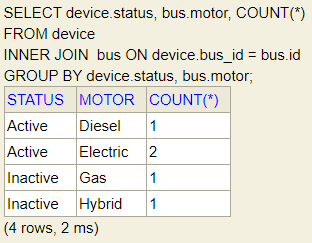 SELECT device.status, bus.motor, COUNT(*)
FROM device
INNER JOIN  bus ON device.bus_id = bus.id
GROUP BY device.status, bus.motor;
STATUS MOTOR COUNT(*)
Active Diesel 1
Active Electric 2
Inactive Gas 1
Inactive Hybrid 1
(4 rows, 2 ms)